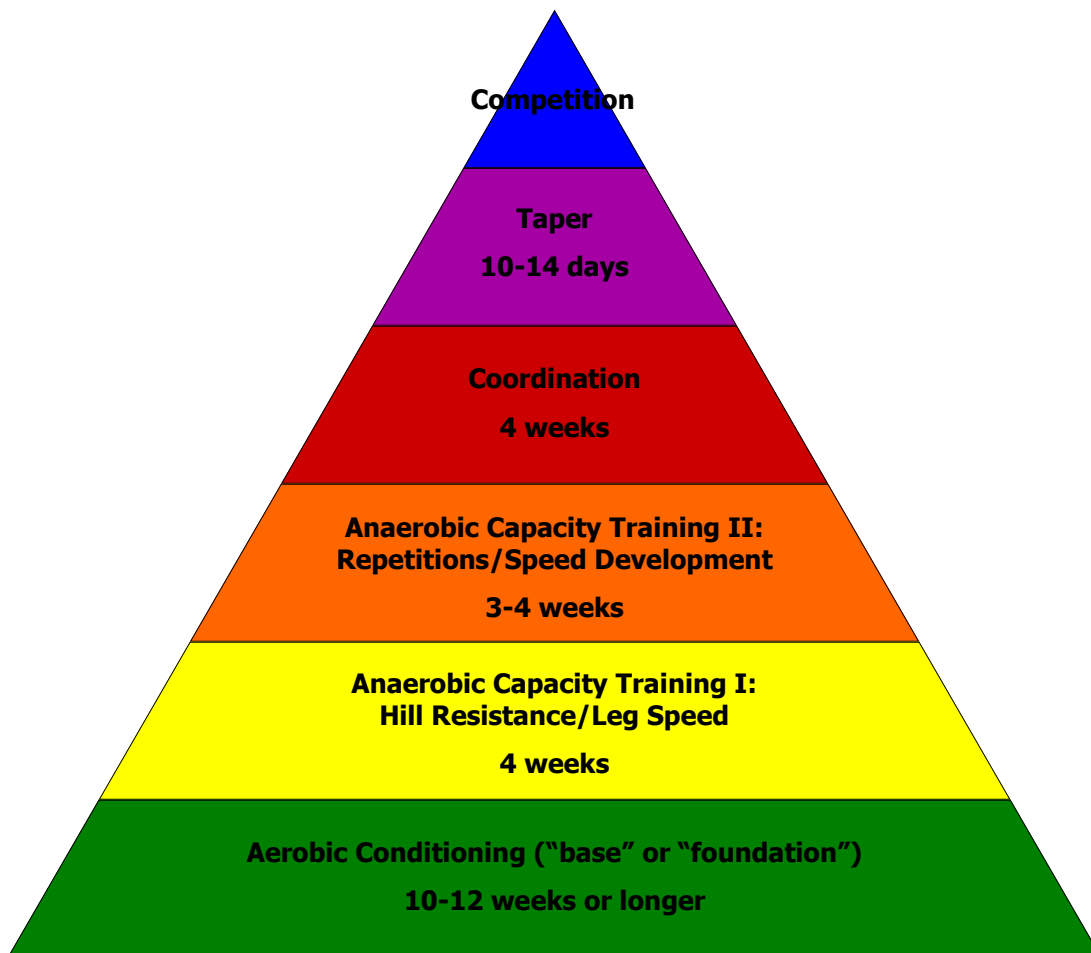 Competition
Taper
10-14 days
Coordination
4 weeks
Anaerobic Capacity Training II:
Repetitions/Speed Development
3-4 weeks
Anaerobic Capacity Training I:
Hill Resistance/Leg Speed
4 weeks
Aerobic Conditioning (“base” or “foundation”)
10-12 weeks or longer